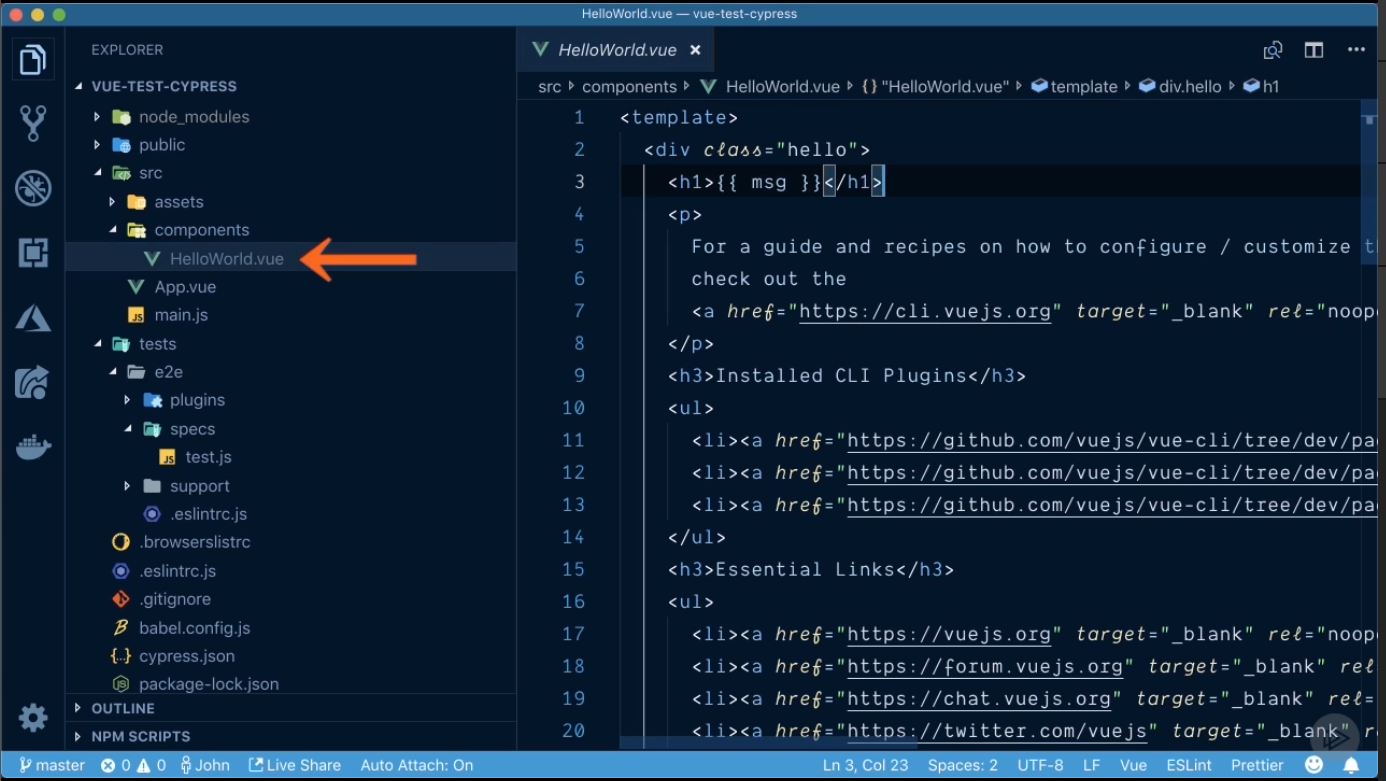 HelloWorld.vue — vue-test-cypress
EXPLORER
VUE-TEST-CYPRESS
node_modules
public
src
assets
components
HelloWorld.vue
App.vue
main.js
tests
e2e
plugins
specs
test.js
support
.eslintrc.js
.browserslistrc
.eslintrc.js
.gitignore
babel.config.js
cypress.json
package-lock.json
OUTLINE
NPM SCRIPTS
HelloWorld.vue ×
src components HelloWorld.vue {} "HelloWorld.vue" template div.hello h1
1 <template>
2 <div class="hello">
3 <h1>{{ msg }}</h1>
4 <p>
5 For a guide and recipes on how to configure / customize
6 check out the
7 <a href="https://cli.vuejs.org" target="_blank" rel="noope
8 </p>
9 <h3>Installed CLI Plugins</h3>
10 <ul>
11 <li><a href="https://github.com/vuejs/vue-cli/tree/dev/pac
12 <li><a href="https://github.com/vuejs/vue-cli/tree/dev/pac
13 <li><a href="https://github.com/vuejs/vue-cli/tree/dev/pac
14 </ul>
15 <h3>Essential Links</h3>
16 <ul>
17 <li><a href="https://vuejs.org" target="_blank" rel="noope
18 <li><a href="https://forum.vuejs.org" target="_blank" rel
19 <li><a href="https://chat.vuejs.org" target="_blank" rel=
20 <li><a href="https://twitter.com/vuejs" target="_blank"
master 0 0 John Live Share Auto Attach: On Ln 3, Col 23 Spaces: 2 UTF-8 LF Vue ESLint Prettier